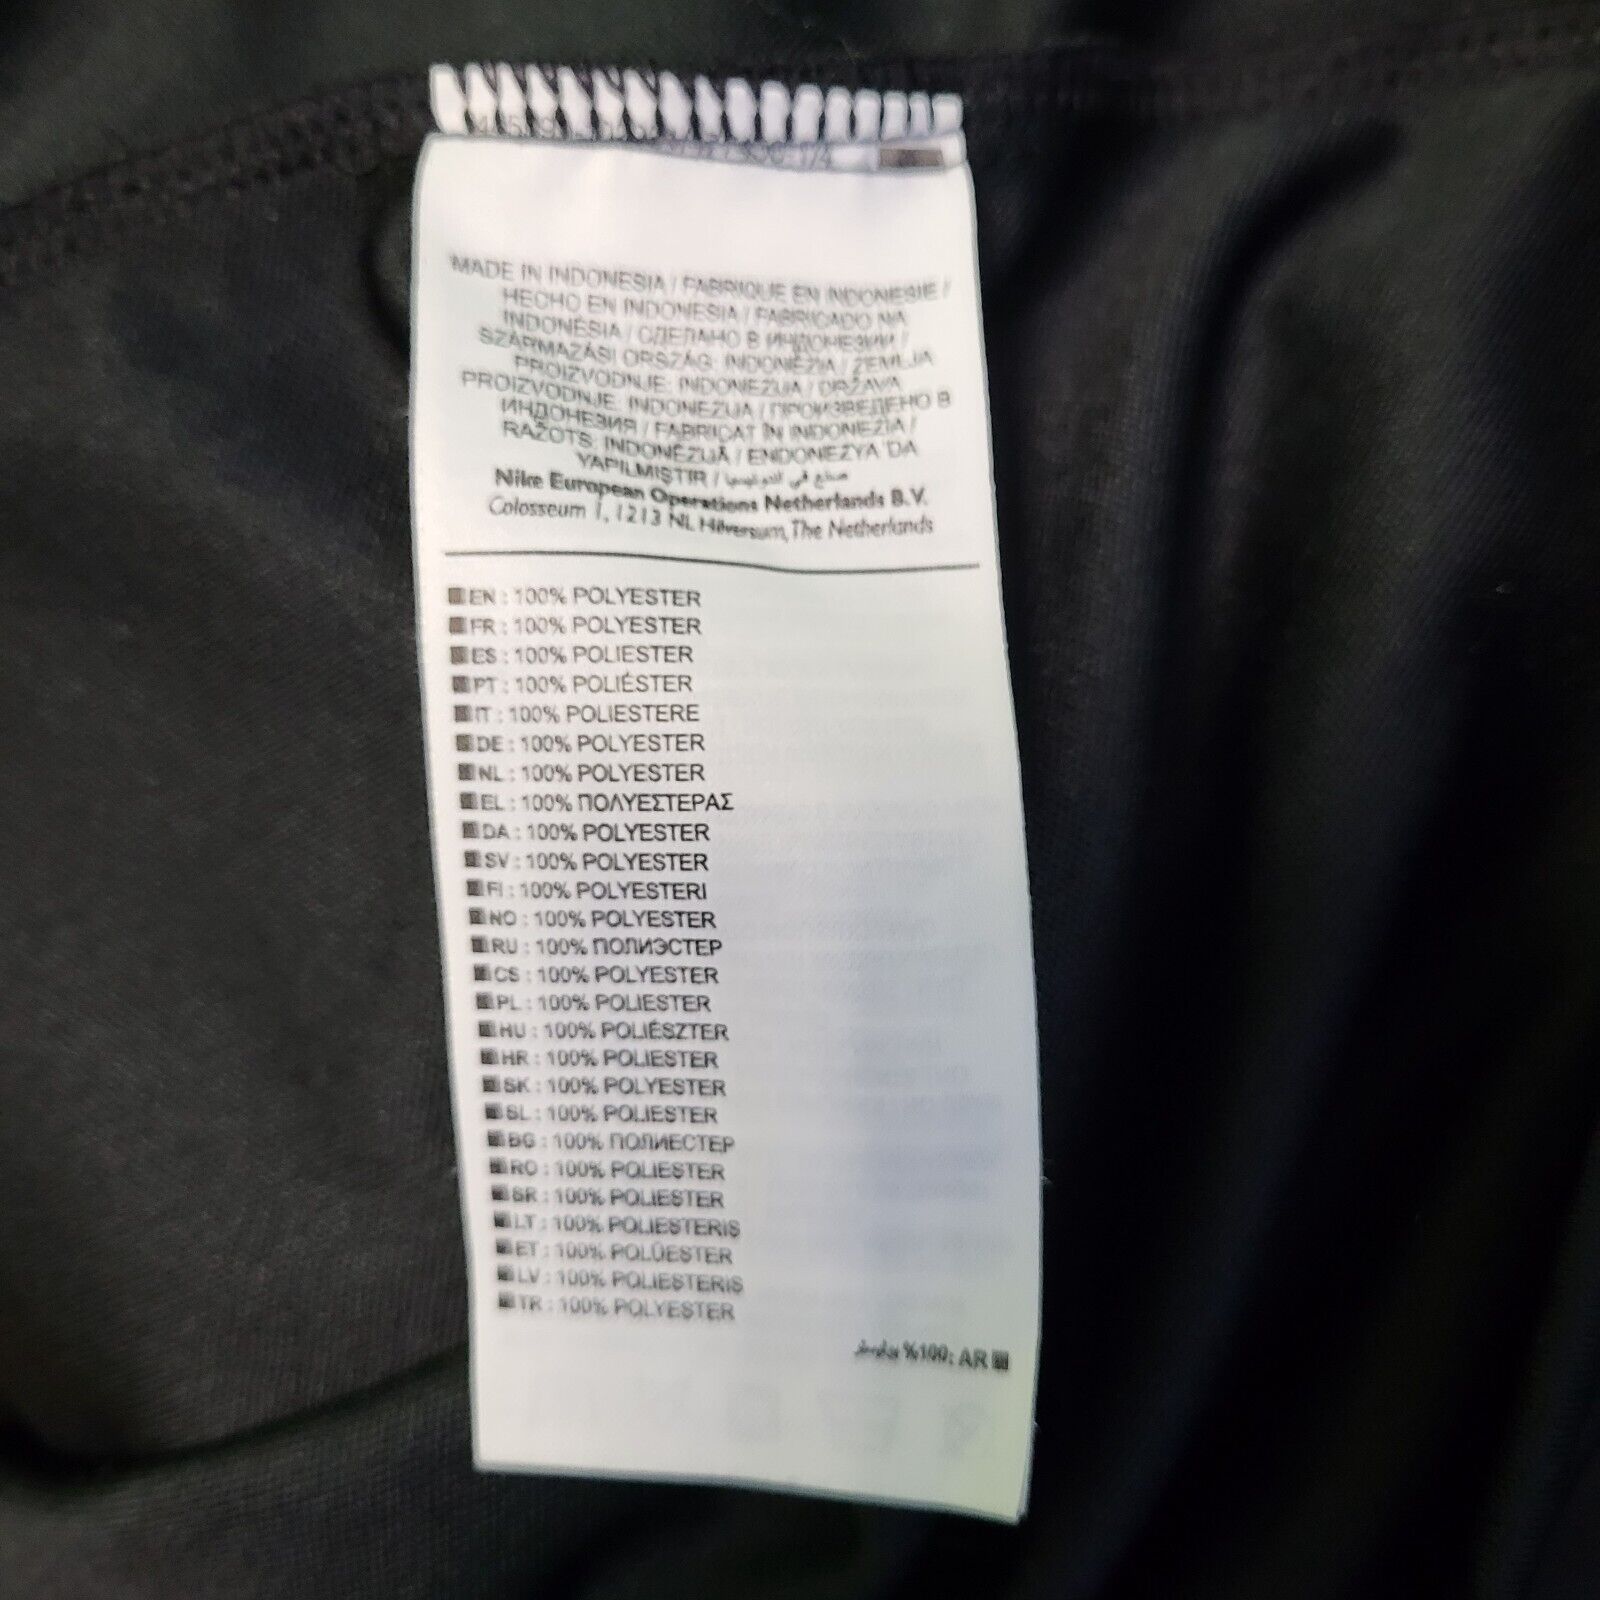 MADE IN INDONESIA / FABRIQUE EN INDONESIE /
HECHO EN INDONESIA / FABRICADO NA
INDONÉSIA / СДЕЛАНО В ИНДОНЕЗИИ /
SZÁRMAZÁSI ORSZÁG: INDONÉZIA / ZEMLJA
PROIZVODNJE: INDONEZIJA / DRŽAVA
PROIZVODNJE: INDONEZIJA / ПРОИЗВЕДЕНО В
ИНДОНЕЗИЯ / FABRICAT ÎN INDONEZIA /
RAŽOTS: INDONĒZIJĀ / ENDONEZYA 'DA
YAPILMIŞTIR / صنع في اندونيسيا
Nike European Operations Netherlands B.V.
Colosseum 1, 1213 NL Hilversum, The Netherlands
EN : 100% POLYESTER
FR : 100% POLYESTER
ES : 100% POLIESTER
PT : 100% POLIÉSTER
IT : 100% POLIESTERE
DE : 100% POLYESTER
NL : 100% POLYESTER
EL : 100% ΠΟΛΥΕΣΤΕΡΑΣ
DA : 100% POLYESTER
SV : 100% POLYESTER
FI : 100% POLYESTERI
NO : 100% POLYESTER
RU : 100% ПОЛИЭСТЕР
CS : 100% POLYESTER
PL : 100% POLIESTER
HU : 100% POLIÉSZTER
HR : 100% POLIESTER
SK : 100% POLYESTER
SL : 100% POLIESTER
BG : 100% ПОЛИЕСТЕР
RO : 100% POLIESTER
SR : 100% POLIESTER
LT : 100% POLIESTERIS
ET : 100% POLÜESTER
LV : 100% POLIESTERIS
TR : 100% POLYESTER
AR :100% بوليستر